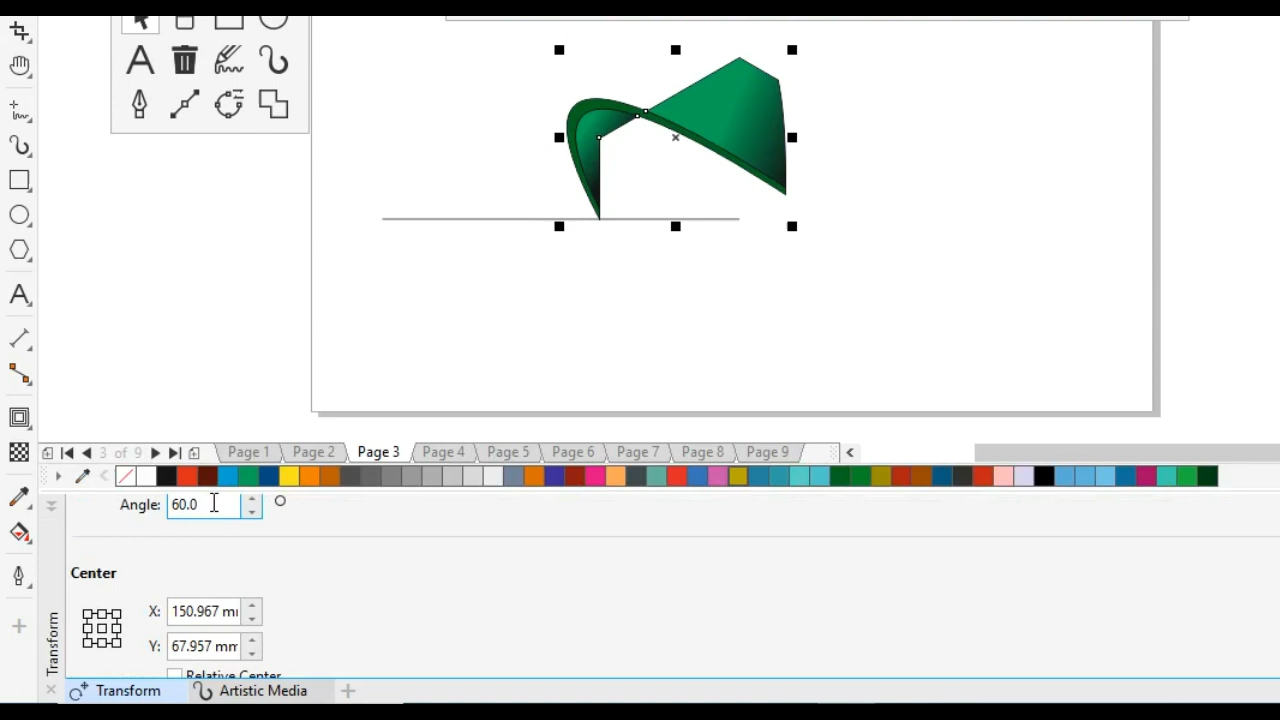 3 of 9
Page 1
Page 2
Page 3
Page 4
Page 5
Page 6
Page 7
Page 8
Page 9
Angle: 60.0
Center
X: 150.967
Y: 67.957 mm
Relative Center
Transform
Transform
Artistic Media